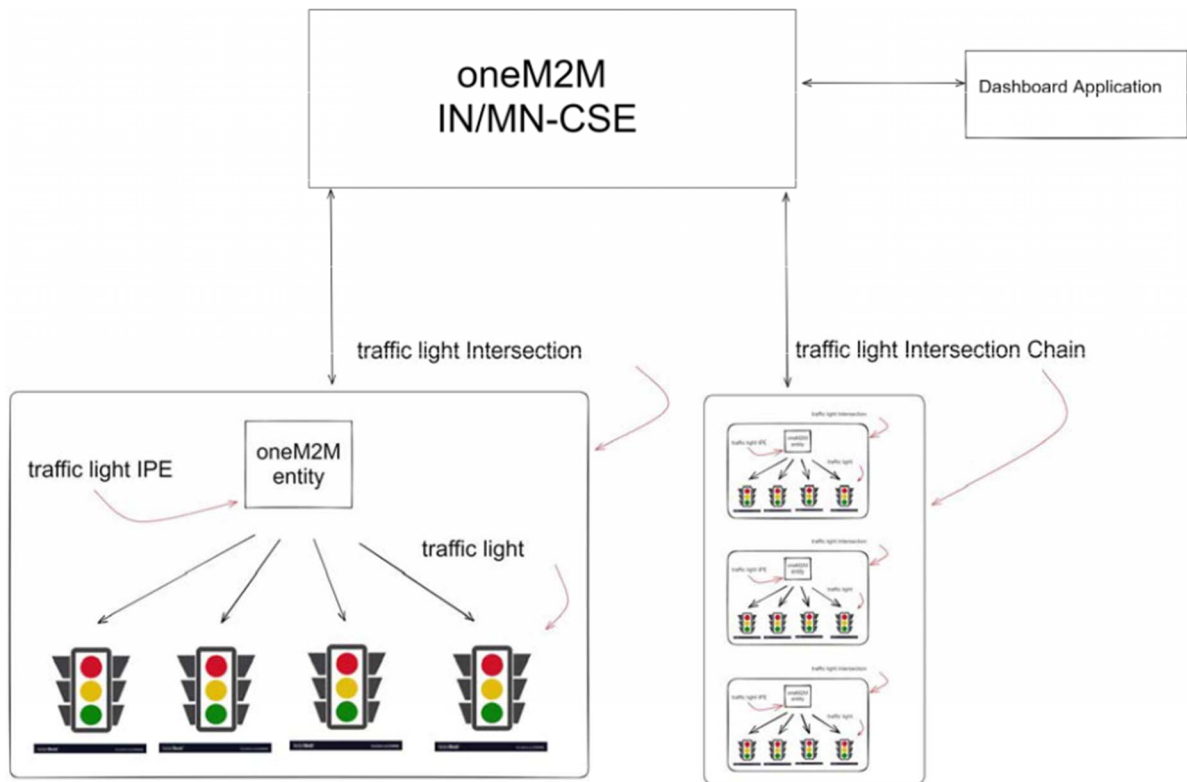 oneM2M
IN/MN-CSE
Dashboard Application
traffic light Intersection
traffic light Intersection Chain
oneM2M
entity
traffic light IPE
traffic light
traffic light Intersection
oneM2M
entity
traffic light IPE
traffic light
traffic light Intersection
oneM2M
entity
traffic light IPE
traffic light
traffic light Intersection
oneM2M
entity
traffic light IPE
traffic light